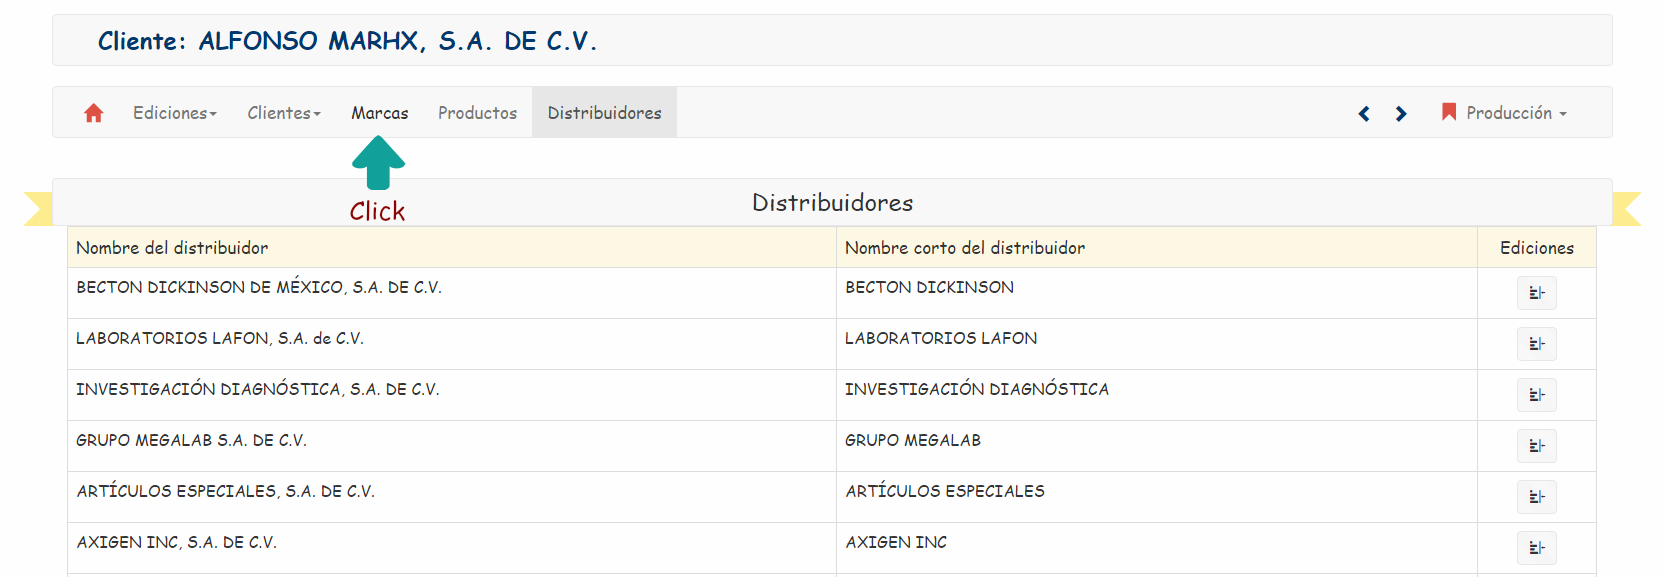 Cliente: ALFONSO MARHX, S.A. DE C.V.
Ediciones Clientes Marcas Productos Distribuidores Producción
Click
Distribuidores
Nombre del distribuidor Nombre corto del distribuidor Ediciones
BECTON DICKINSON DE MÉXICO, S.A. DE C.V. BECTON DICKINSON
LABORATORIOS LAFON, S.A. de C.V. LABORATORIOS LAFON
INVESTIGACIÓN DIAGNÓSTICA, S.A. DE C.V. INVESTIGACIÓN DIAGNÓSTICA
GRUPO MEGALAB S.A. DE C.V. GRUPO MEGALAB
ARTÍCULOS ESPECIALES, S.A. DE C.V. ARTÍCULOS ESPECIALES
AXIGEN INC, S.A. DE C.V. AXIGEN INC